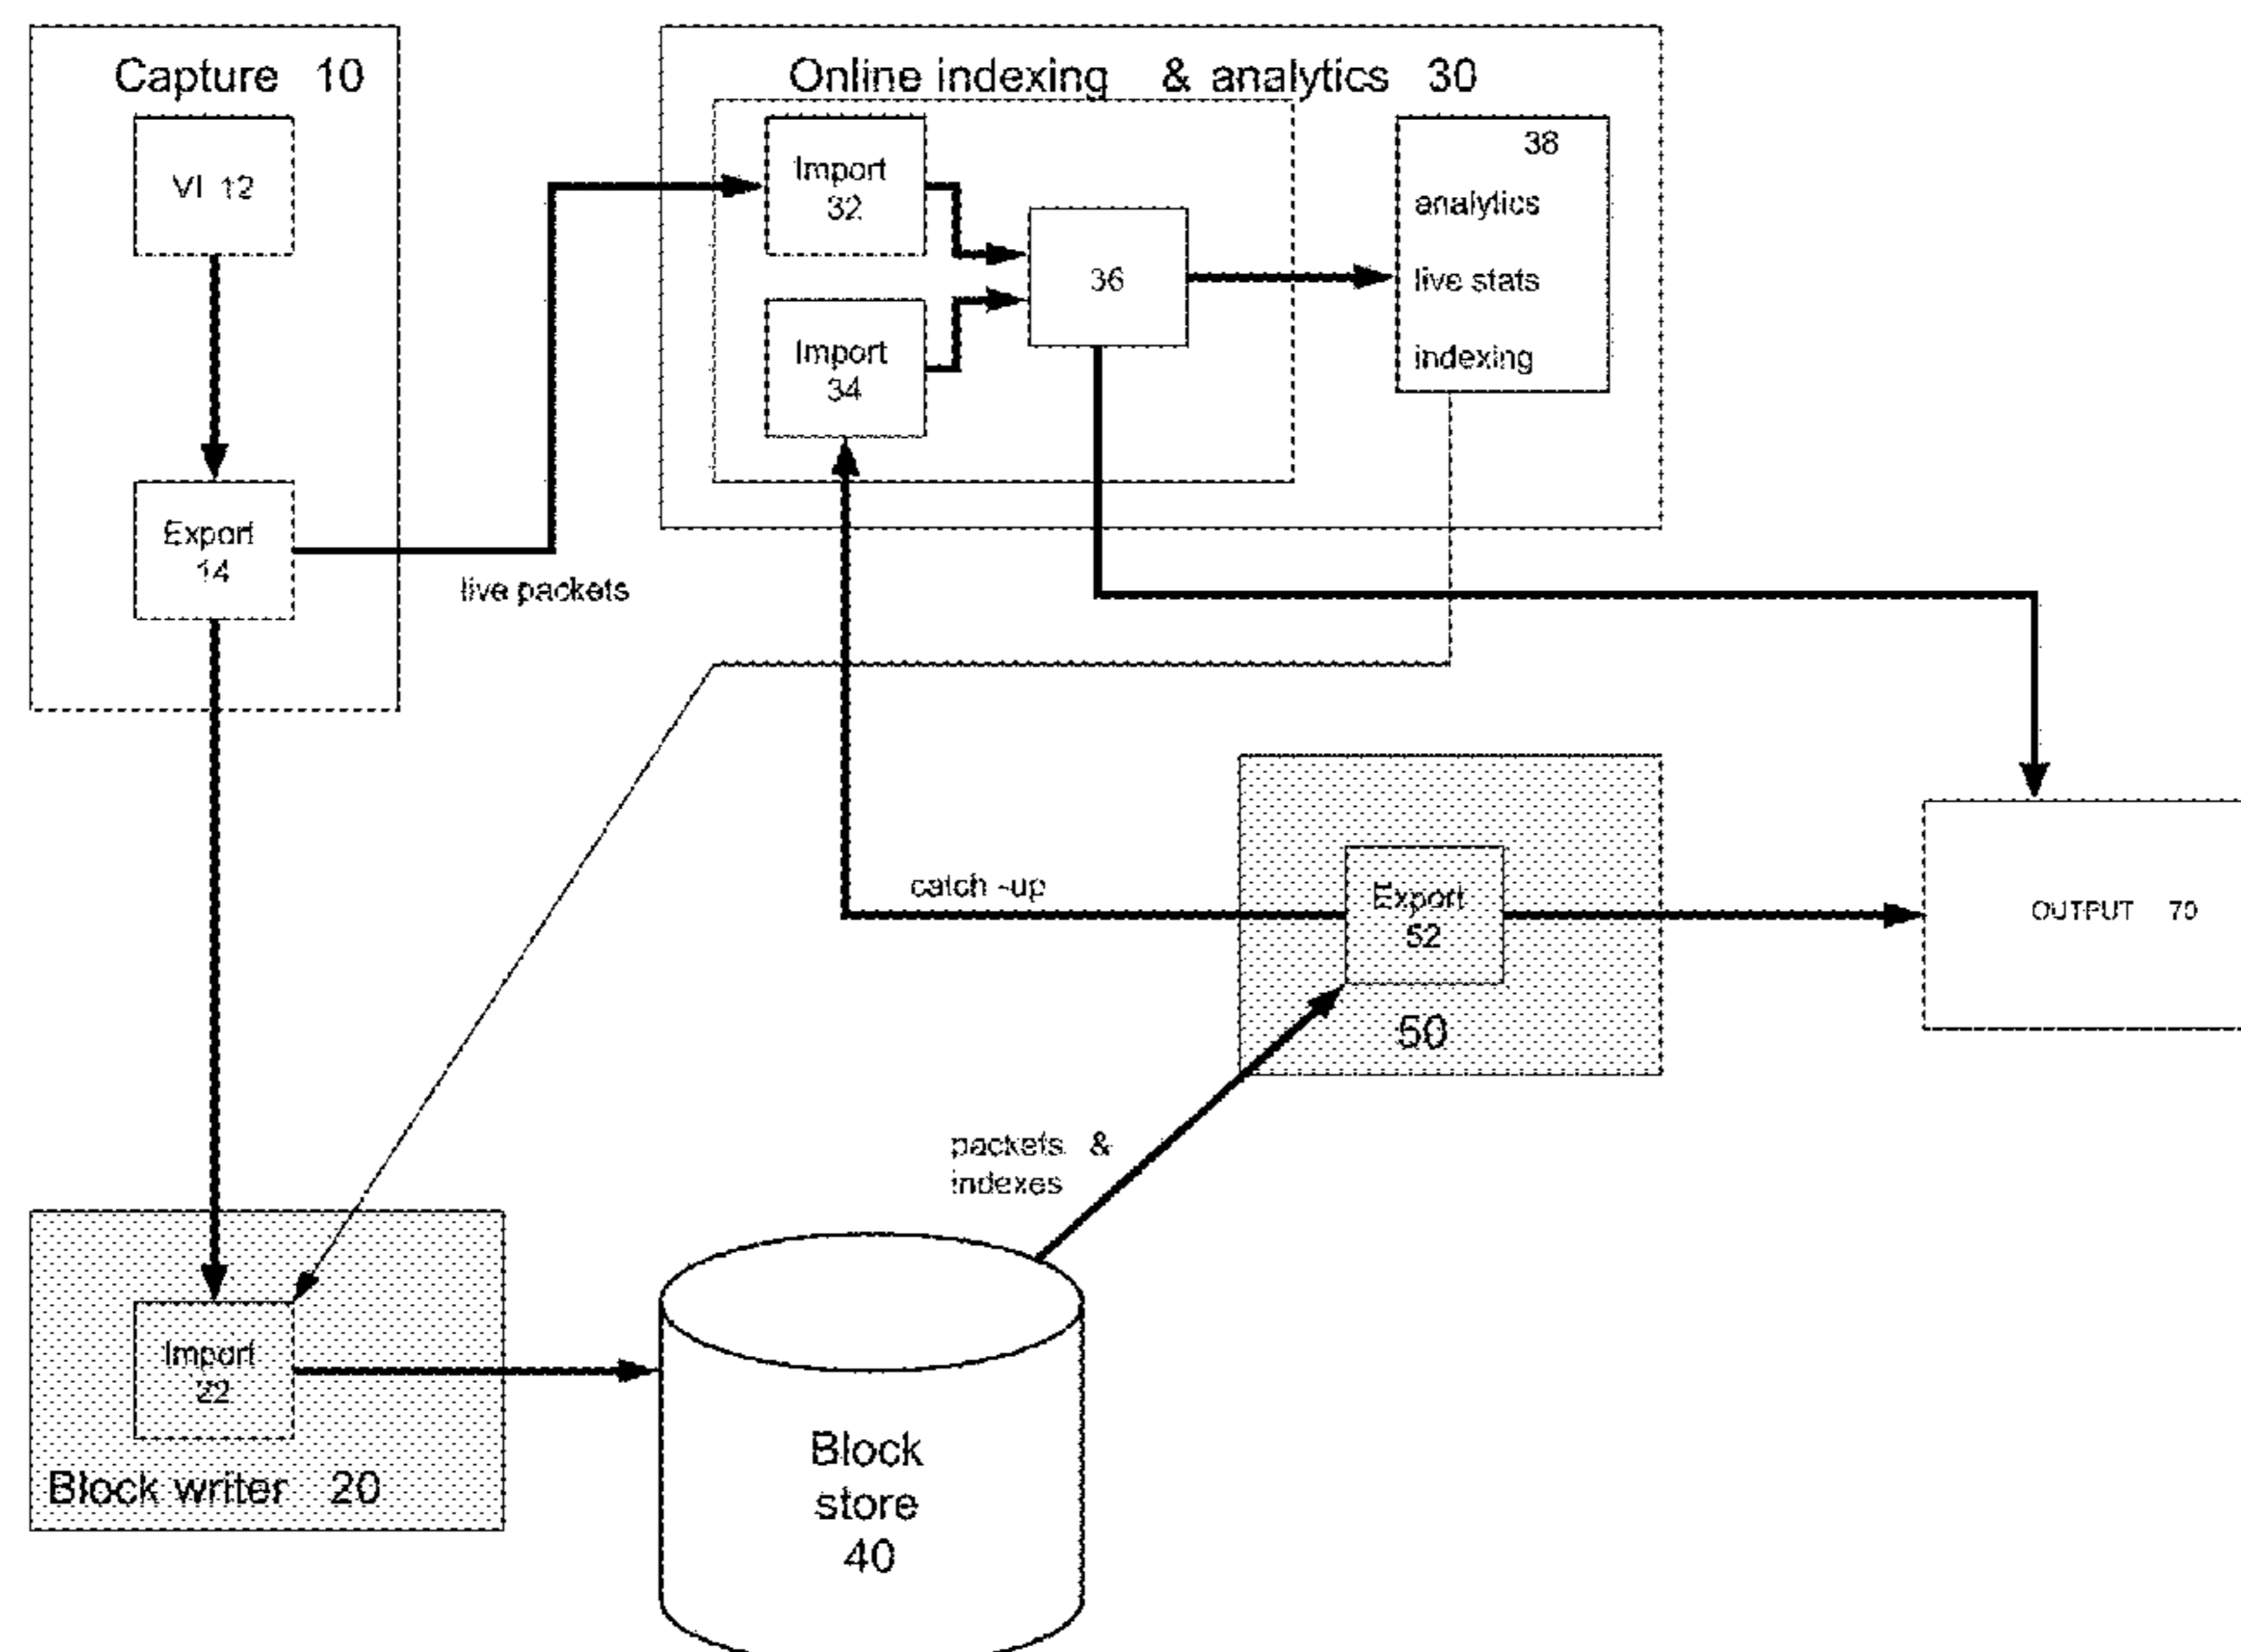 Capture 10
VI 12
Export
14
live packets
Online indexing & analytics 30
Import
32
Import
34
36
38
analytics
live stats
indexing
catch -up
Export
52
50
OUTPUT 70
packets &
indexes
Import
22
Block writer 20
Block
store
40